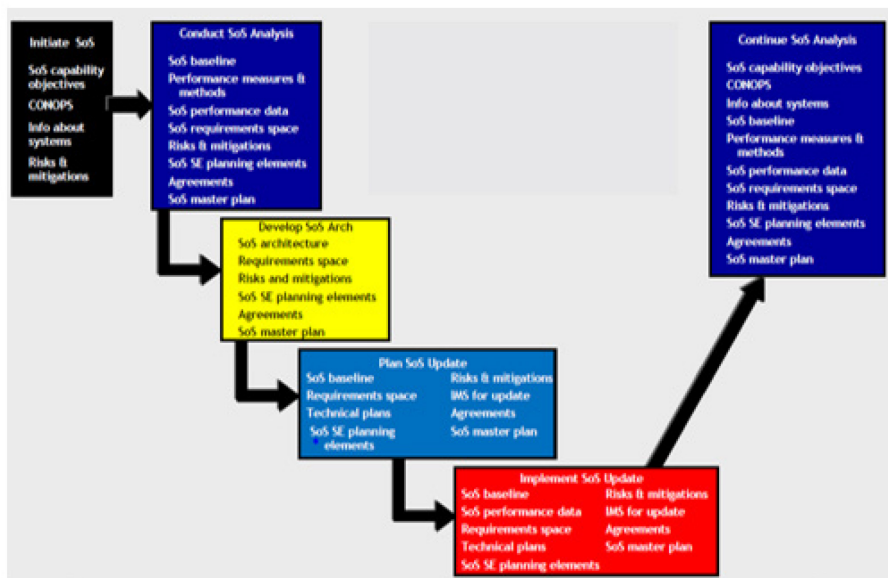 Initiate SoS
SoS capability
objectives
CONOPS
Info about
systems
Risks &
mitigations
Conduct SoS Analysis
SoS baseline
Performance measures &
methods
SoS performance data
SoS requirements space
Risks & mitigations
SoS SE planning elements
Agreements
SoS master plan
Develop SoS Arch
SoS architecture
Requirements space
Risks and mitigations
SoS SE planning elements
Agreements
SoS master plan
Plan SoS Update
SoS baseline
Requirements space
Technical plans
SoS SE planning
elements
Risks & mitigations
IMS for update
Agreements
SoS master plan
Implement SoS Update
SoS baseline
SoS performance data
Requirements space
Technical plans
SoS SE planning elements
Risks & mitigations
IMS for update
Agreements
SoS master plan
Continue SoS Analysis
SoS capability objectives
CONOPS
Info about systems
SoS baseline
Performance measures &
methods
SoS performance data
SoS requirements space
Risks & mitigations
SoS SE planning elements
Agreements
SoS master plan